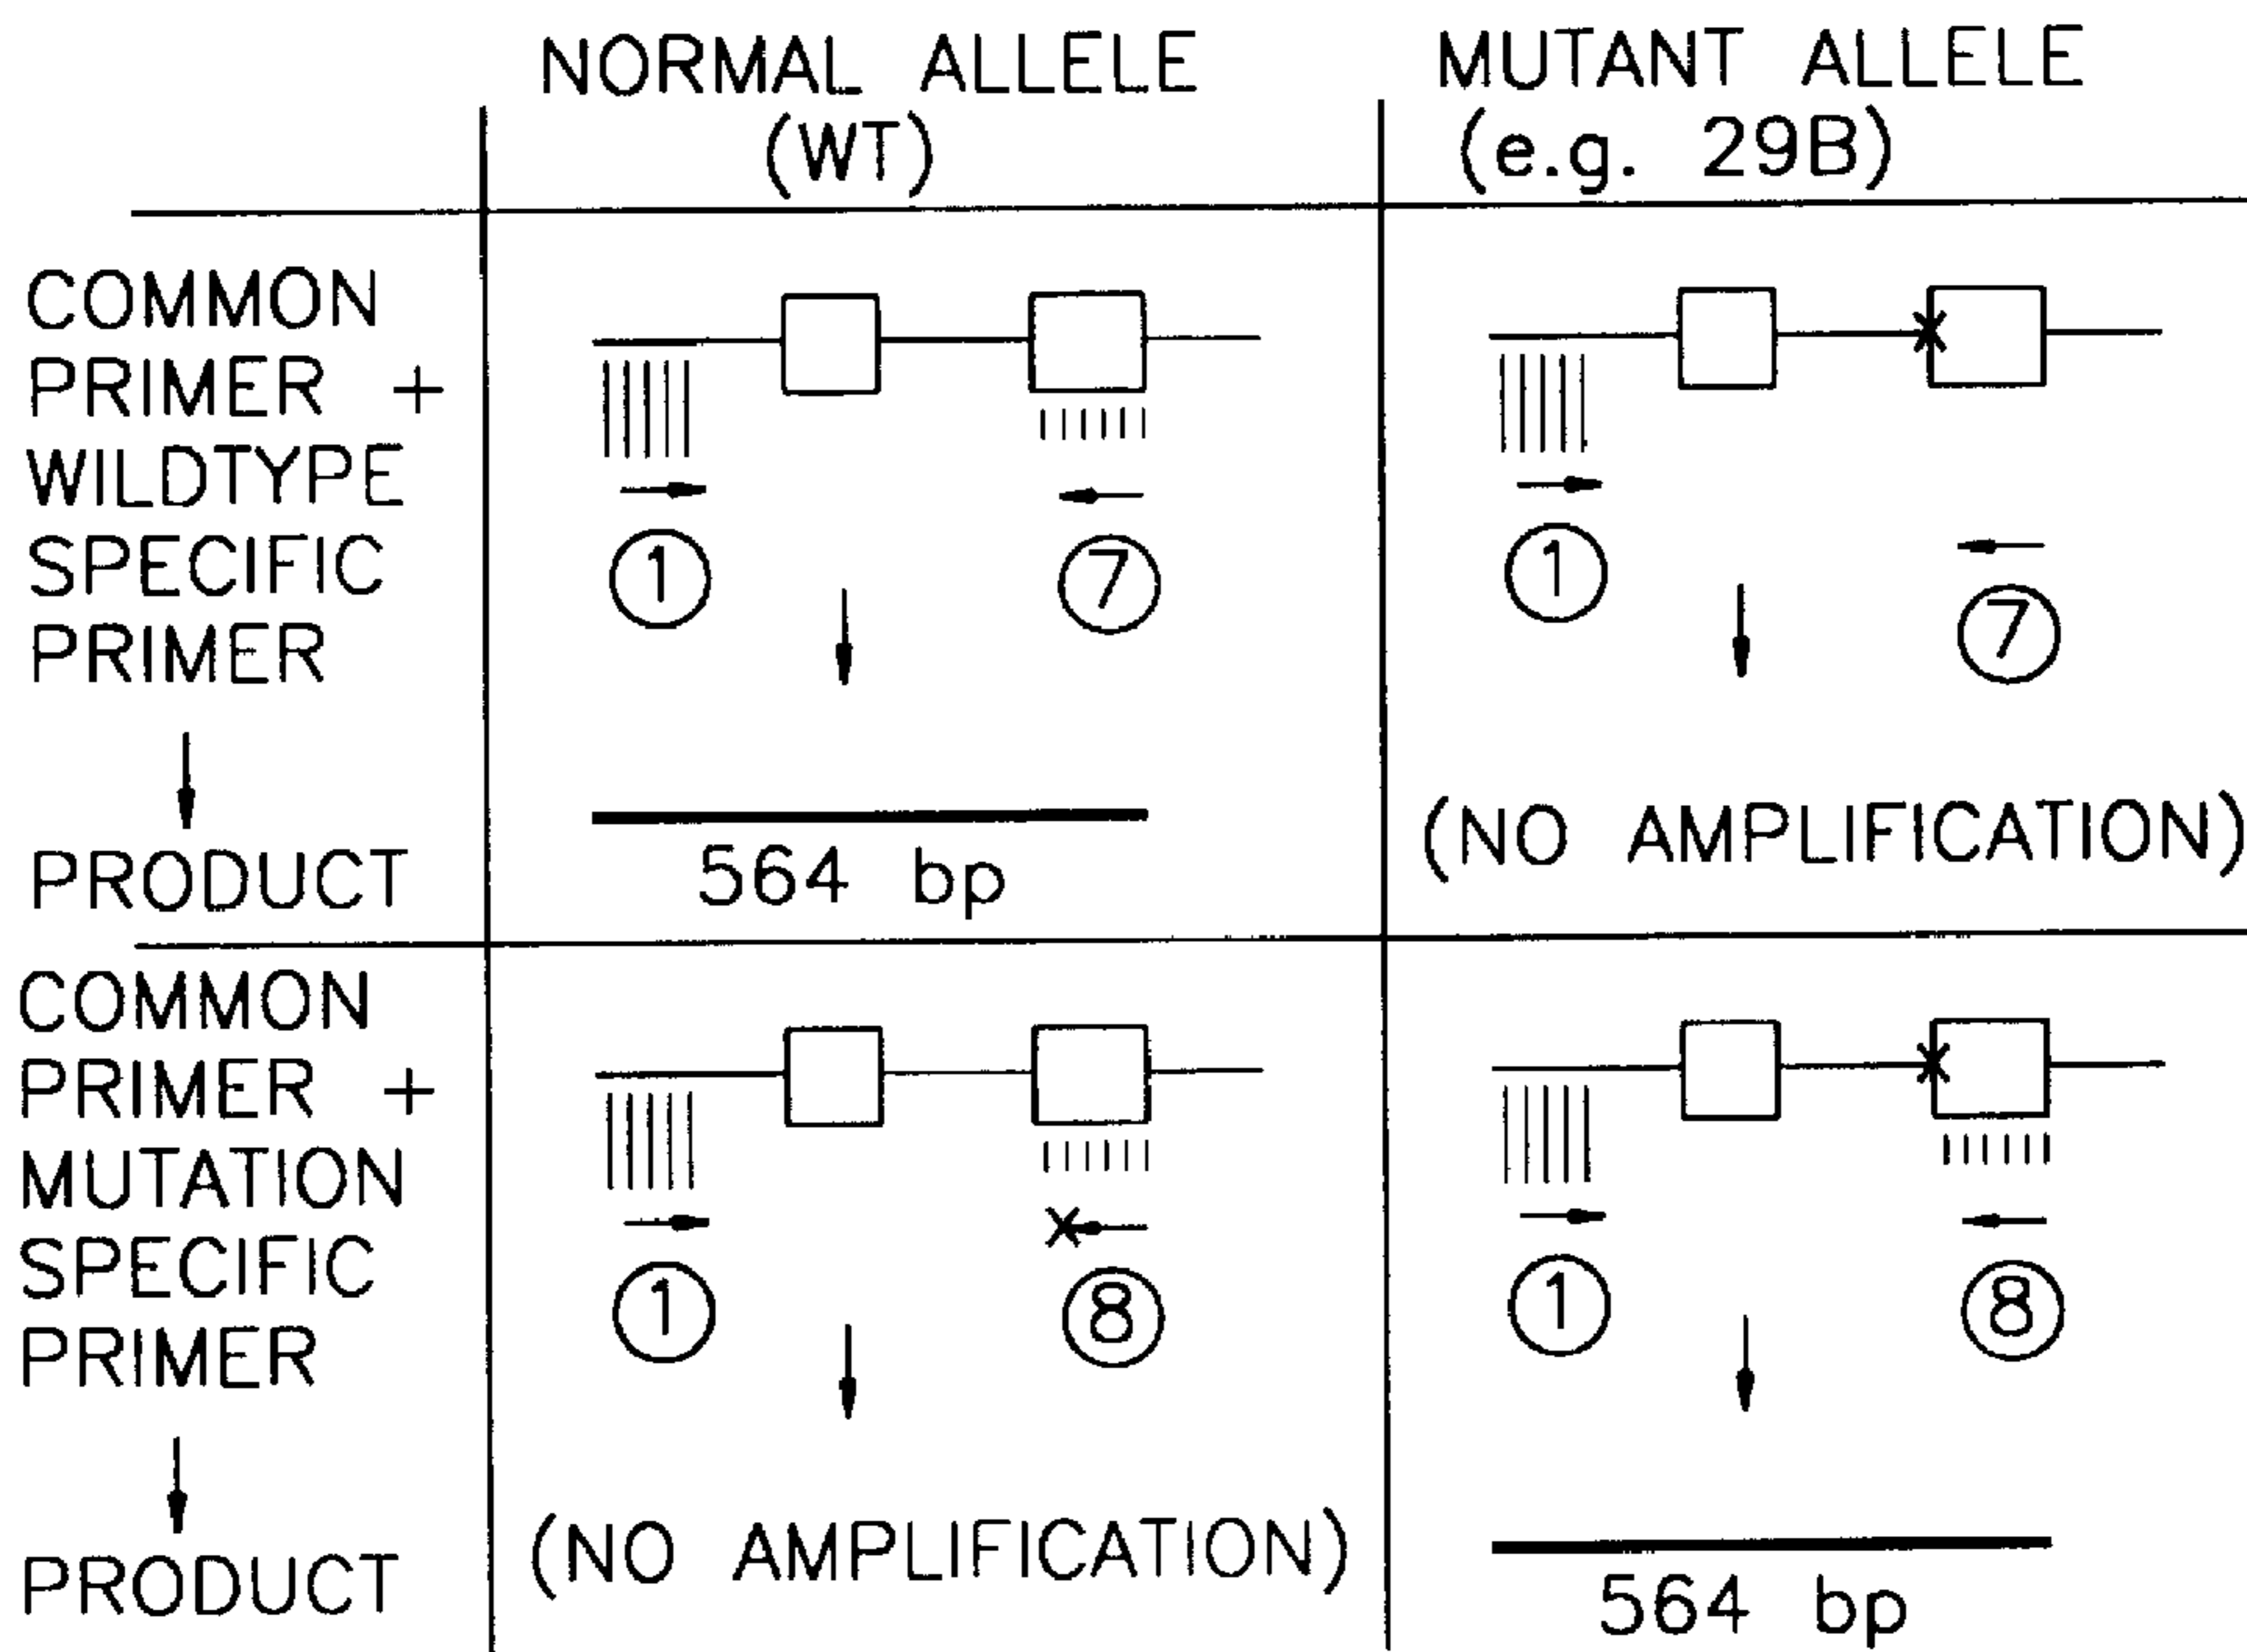 NORMAL ALLELE
(WT)
MUTANT ALLELE
(e.g. 29B)
COMMON
PRIMER +
WILDTYPE
SPECIFIC
PRIMER
PRODUCT
1
7
564 bp
1
7
(NO AMPLIFICATION)
COMMON
PRIMER +
MUTATION
SPECIFIC
PRIMER
PRODUCT
1
8
(NO AMPLIFICATION)
1
8
564 bp